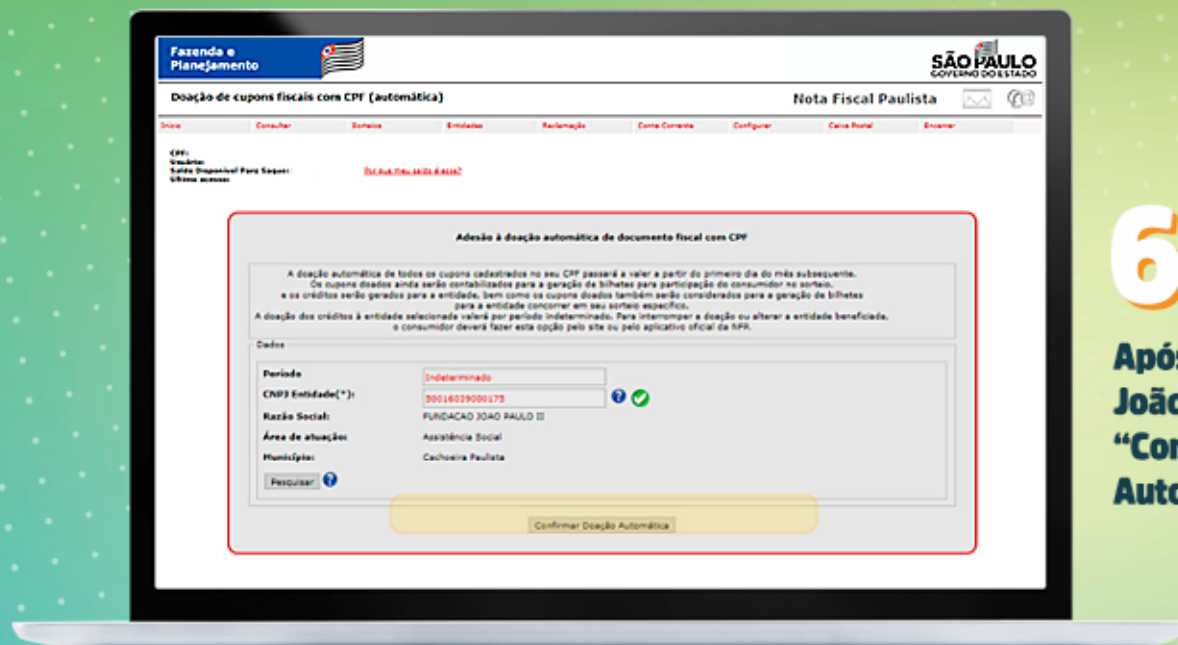 Fazenda e
Planejamento
SÃO PAULO
GOVERNO DO ESTADO
Doação de cupons fiscais com CPF (automática)
Nota Fiscal Paulista
Início Consultar Sorteios Entidades Reclamação Conta Corrente Configurar Caixa Postal Encerrar
CPF:
Usuário:
Saldo Disponível Para Saque: Por que meu saldo é esse?
Último acesso:
Adesão à doação automática de documento fiscal com CPF
A doação automática de todos os cupons cadastrados no seu CPF passará a valer a partir do primeiro dia do mês subsequente.
Os cupons doados ainda serão contabilizados para a geração de bilhetes para participação do consumidor no sorteio.
e os créditos serão gerados para a entidade, bem como os cupons doados também serão considerados para a geração de bilhetes
para a entidade concorrer em seu sorteio específico.
A doação dos créditos à entidade selecionada valerá por período indeterminado. Para interromper a doação ou alterar a entidade beneficiada,
o consumidor deverá fazer esta opção pelo site ou pelo aplicativo oficial da NFP.
Dados
Período Indeterminado
CNPJ Entidade(*): 50016039000175
Razão Social: FUNDACAO JOAO PAULO II
Área de atuação: Assistência Social
Município: Cachoeira Paulista
Pesquisar
Confirmar Doação Automática
6
Após
João
“Con
Auto